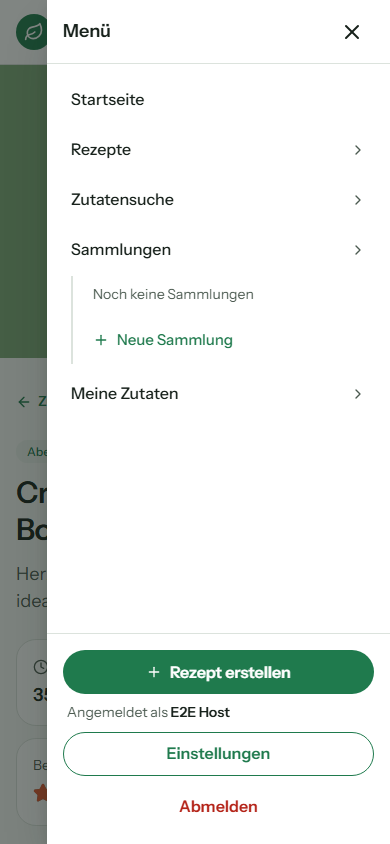 Menü
Startseite
Rezepte
Zutatensuche
Sammlungen
Noch keine Sammlungen
+ Neue Sammlung
Meine Zutaten
+ Rezept erstellen
Angemeldet als E2E Host
Einstellungen
Abmelden